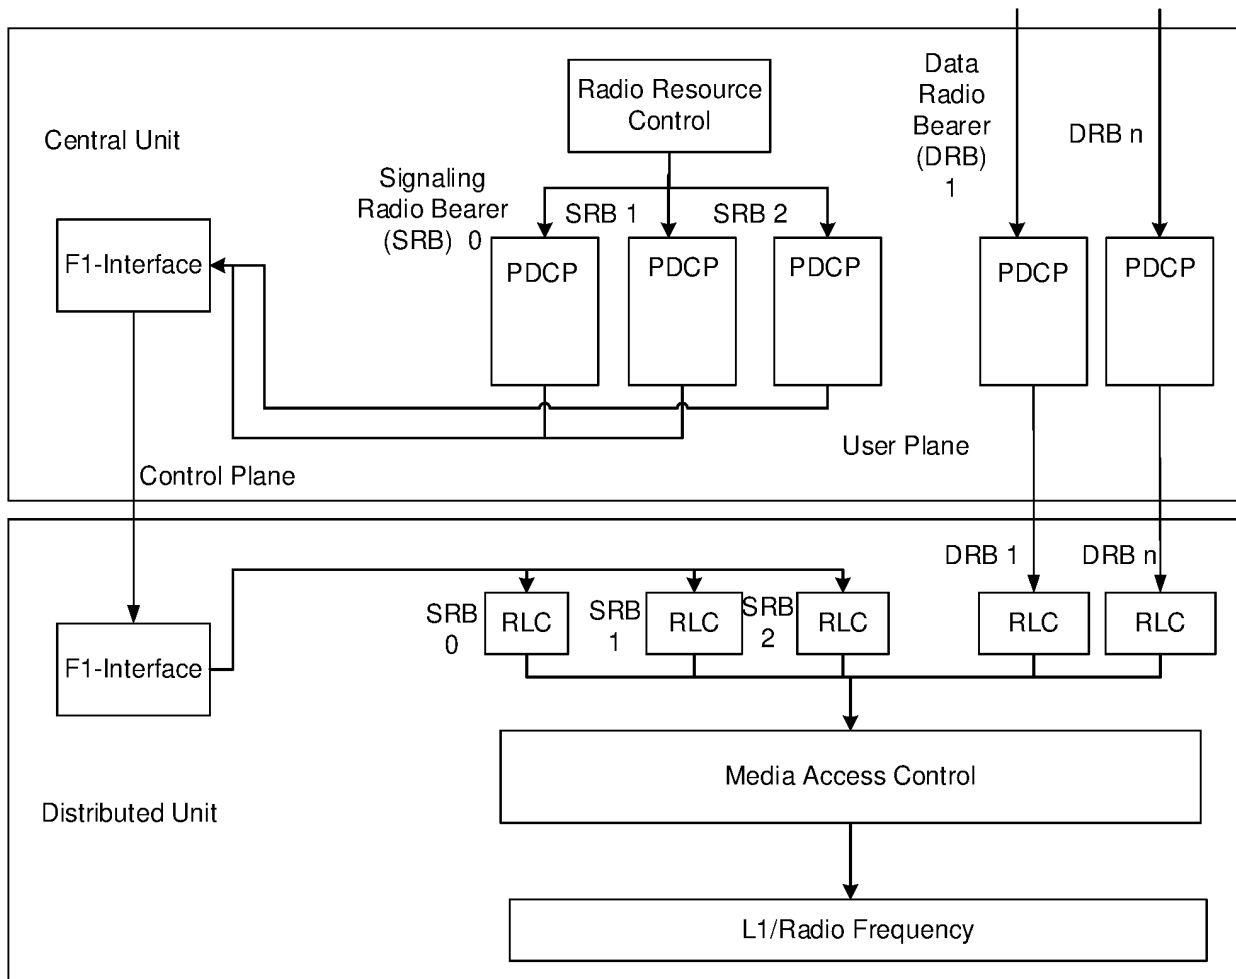 Data
Radio
Bearer
(DRB)
1
DRB n
Radio Resource
Control
Central Unit
Signaling
Radio Bearer
(SRB) 0
SRB 1
SRB 2
F1-Interface
PDCP
PDCP
PDCP
PDCP
PDCP
User Plane
Control Plane
DRB 1
DRB n
SRB
0
RLC
SRB
1
RLC
SRB
2
RLC
RLC
RLC
F1-Interface
Media Access Control
Distributed Unit
L1/Radio Frequency